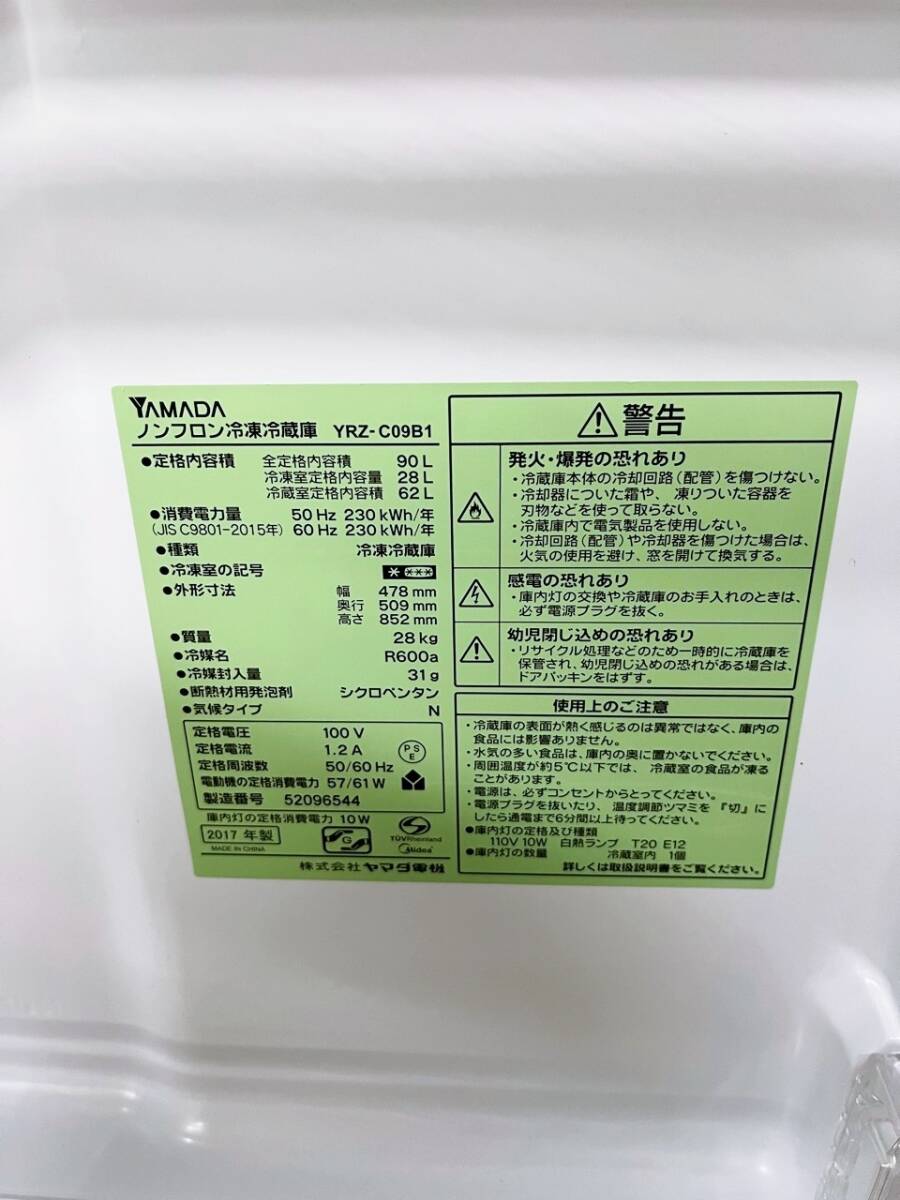 YAMADA
ノンフロン冷凍冷蔵庫 YRZ-C09B1
●定格内容積 全定格内容積 90L
冷凍室定格内容量 28L
冷蔵室定格内容積 62L
●消費電力量 50Hz 230kWh/年
(JIS C9801-2015年) 60Hz 230kWh/年
●種類 冷凍冷蔵庫
●冷凍室の記号
●外形寸法 幅 478mm
奥行 509mm
高さ 852mm
●質量 28kg
●冷媒名 R600a
●冷媒封入量 31g
●断熱材用発泡剤 シクロペンタン
●気候タイプ N
定格電圧 100V
定格電流 1.2A
定格周波数 50/60Hz
電動機の定格消費電力 57/61W
製造番号 52096544
庫内灯の定格消費電力 10W
PSE
2017年製
MADE IN CHINA
G
TÜVRheinland
Midea
株式会社ヤマダ電機
警告
発火・爆発の恐れあり
・冷蔵庫本体の冷却回路(配管)を傷つけない。
・冷却器についた霜や、凍りついた容器を
刃物などを使って取らない。
・冷蔵庫内で電気製品を使用しない。
・冷却回路(配管)や冷却器を傷つけた場合は、
火気の使用を避け、窓を開けて換気する。
感電の恐れあり
・庫内灯の交換や冷蔵庫のお手入れのときは、
必ず電源プラグを抜く。
幼児閉じ込めの恐れあり
・リサイクル処理などのため一時的に冷蔵庫を
保管され、幼児閉じ込めの恐れがある場合は、
ドアパッキンをはずす。
使用上のご注意
・冷蔵庫の表面が熱く感じるのは異常ではなく、庫内の
食品には影響ありません。
・水気の多い食品は、庫内の奥に置かないでください。
・周囲温度が約5℃以下では、冷蔵室の食品が凍る
ことがあります。
・電源は、必ずコンセントからとってください。
・電源プラグを抜いたり、温度調節ツマミを『切』に
したら通電まで6分間以上待ってください。
●庫内灯の定格及び種類
110V 10W 白熱ランプ T20 E12
●庫内灯の数量 冷蔵室内 1個
詳しくは取扱説明書をご覧ください。